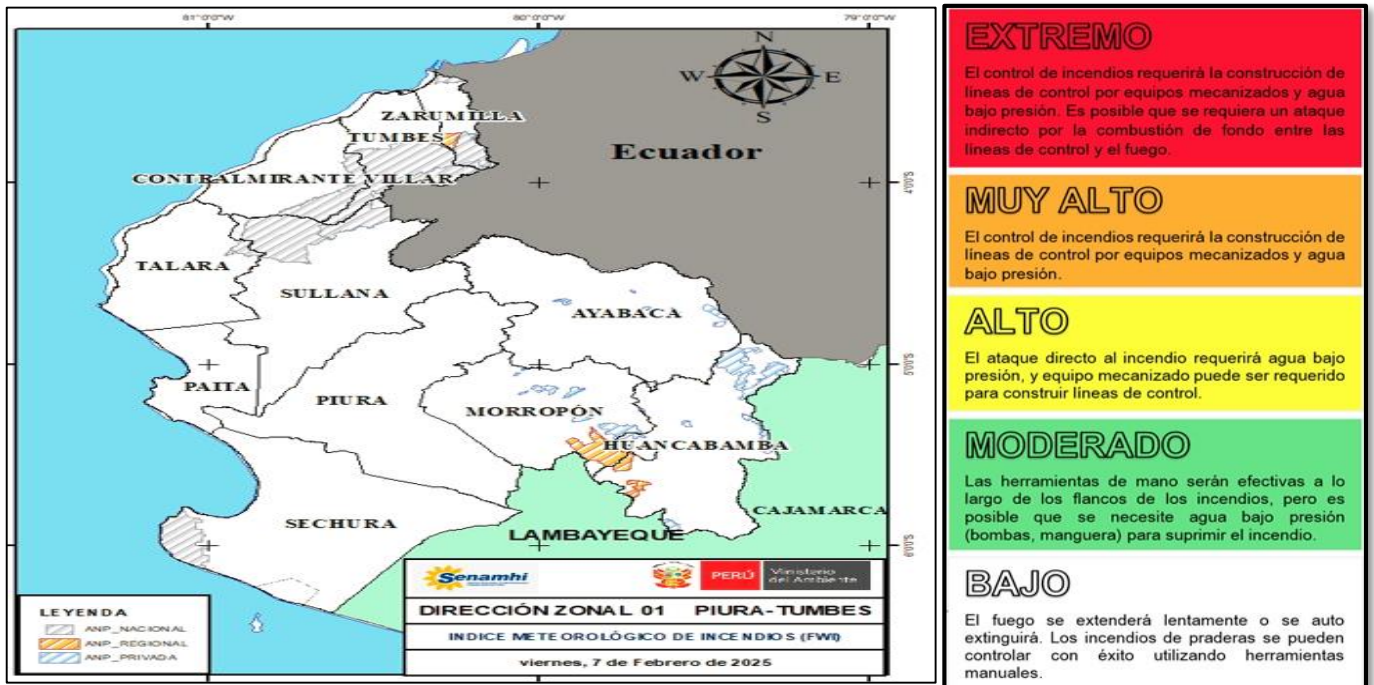 81°0'0"W 80°0'0"W 79°0'0"W
N
W E
S
ZARUMILLA
TUMBES
Ecuador
CONTRALMIRANTE VILLAR
4°0'0"S
TALARA
SULLANA
AYABACA
5°0'0"S
PAITA
PIURA
MORROPÓN
HUANCABAMBA
SECHURA
CAJAMARCA
LAMBAYEQUE
6°0'0"S
LEYENDA
ANP_NACIONAL
ANP_REGIONAL
ANP_PRIVADA
Senamhi
PERÚ
Ministerio
del Ambiente
DIRECCIÓN ZONAL 01 PIURA-TUMBES
INDICE METEOROLÓGICO DE INCENDIOS (FWI)
viernes, 7 de Febrero de 2025
EXTREMO
El control de incendios requerirá la construcción de
líneas de control por equipos mecanizados y agua
bajo presión. Es posible que se requiera un ataque
indirecto por la combustión de fondo entre las
líneas de control y el fuego.
MUY ALTO
El control de incendios requerirá la construcción de
líneas de control por equipos mecanizados y agua
bajo presión.
ALTO
El ataque directo al incendio requerirá agua bajo
presión, y equipo mecanizado puede ser requerido
para construir líneas de control.
MODERADO
Las herramientas de mano serán efectivas a lo
largo de los flancos de los incendios, pero es
posible que se necesite agua bajo presión
(bombas, manguera) para suprimir el incendio.
BAJO
El fuego se extenderá lentamente o se auto
extinguirá. Los incendios de praderas se pueden
controlar con éxito utilizando herramientas
manuales.